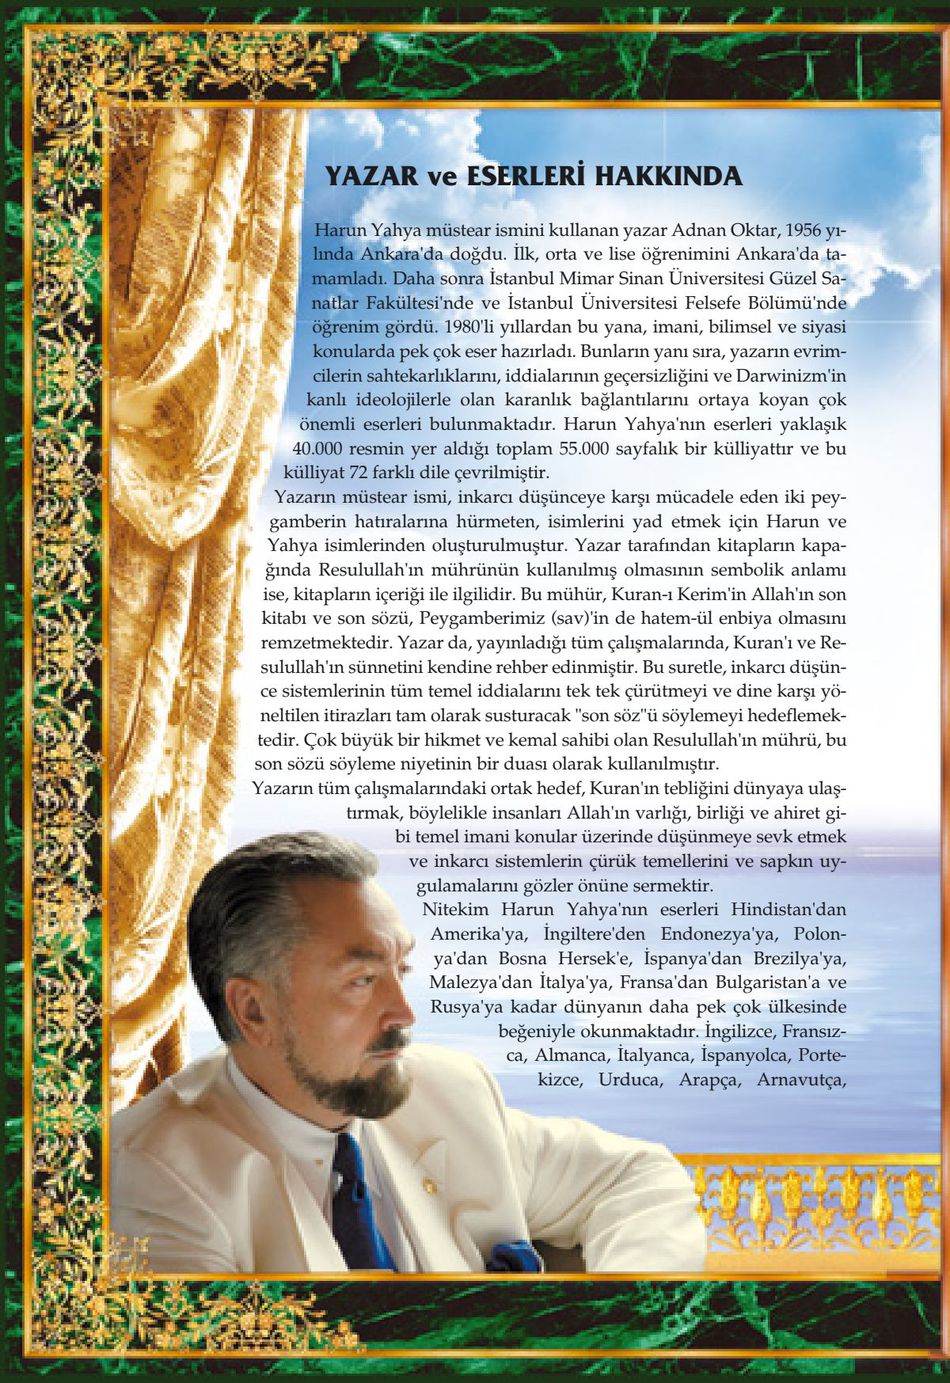 YAZAR ve ESERLERİ HAKKINDA
Harun Yahya müstear ismini kullanan yazar Adnan Oktar, 1956 yı-
lında Ankara'da doğdu. İlk, orta ve lise öğrenimini Ankara'da ta-
mamladı. Daha sonra İstanbul Mimar Sinan Üniversitesi Güzel Sa-
natlar Fakültesi'nde ve İstanbul Üniversitesi Felsefe Bölümü'nde
öğrenim gördü. 1980'li yıllardan bu yana, imani, bilimsel ve siyasi
konularda pek çok eser hazırladı. Bunların yanı sıra, yazarın evrim-
cilerin sahtekarlıklarını, iddialarının geçersizliğini ve Darwinizm'in
kanlı ideolojilerle olan karanlık bağlantılarını ortaya koyan çok
önemli eserleri bulunmaktadır. Harun Yahya'nın eserleri yaklaşık
40.000 resmin yer aldığı toplam 55.000 sayfalık bir külliyattır ve bu
külliyat 72 farklı dile çevrilmiştir.
Yazarın müstear ismi, inkarcı düşünceye karşı mücadele eden iki pey-
gamberin hatıralarına hürmeten, isimlerini yad etmek için Harun ve
Yahya isimlerinden oluşturulmuştur. Yazar tarafından kitapların kapa-
ğında Resulullah'ın mührünün kullanılmış olmasının sembolik anlamı
ise, kitapların içeriği ile ilgilidir. Bu mühür, Kuran-ı Kerim'in Allah'ın son
kitabı ve son sözü, Peygamberimiz (sav)'in de hatem-ül enbiya olmasını
remzetmektedir. Yazar da, yayınladığı tüm çalışmalarında, Kuran'ı ve Re-
sulullah'ın sünnetini kendine rehber edinmiştir. Bu suretle, inkarcı düşün-
ce sistemlerinin tüm temel iddialarını tek tek çürütmeyi ve dine karşı yö-
neltilen itirazları tam olarak susturacak "son söz"ü söylemeyi hedeflemek-
tedir. Çok büyük bir hikmet ve kemal sahibi olan Resulullah'ın mührü, bu
son sözü söyleme niyetinin bir duası olarak kullanılmıştır.
Yazarın tüm çalışmalarındaki ortak hedef, Kuran'ın tebliğini dünyaya ulaş-
tırmak, böylelikle insanları Allah'ın varlığı, birliği ve ahiret gi-
bi temel imani konular üzerinde düşünmeye sevk etmek
ve inkarcı sistemlerin çürük temellerini ve sapkın uy-
gulamalarını gözler önüne sermektir.
Nitekim Harun Yahya'nın eserleri Hindistan'dan
Amerika'ya, İngiltere'den Endonezya'ya, Polon-
ya'dan Bosna Hersek'e, İspanya'dan Brezilya'ya,
Malezya'dan İtalya'ya, Fransa'dan Bulgaristan'a ve
Rusya'ya kadar dünyanın daha pek çok ülkesinde
beğeniyle okunmaktadır. İngilizce, Fransız-
ca, Almanca, İtalyanca, İspanyolca, Porte-
kizce, Urduca, Arapça, Arnavutça,